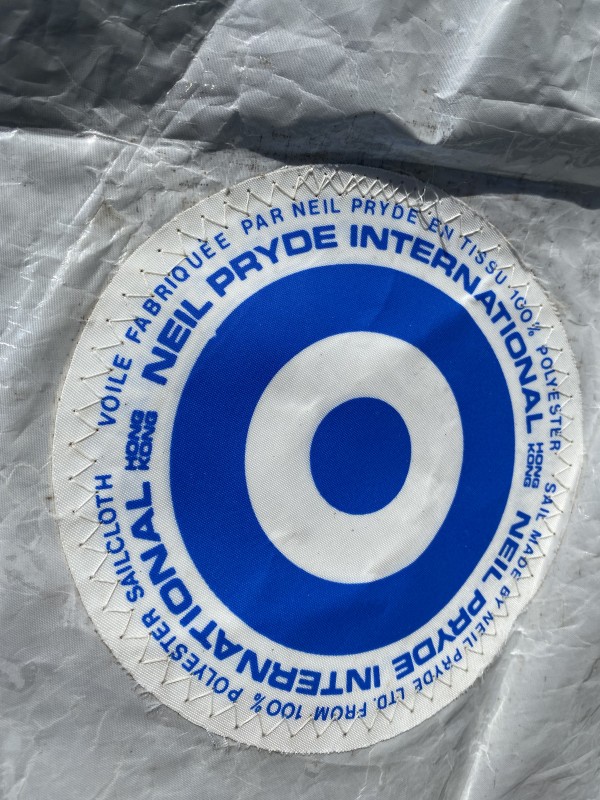 VOILE FABRIQUÉE PAR NEIL PRYDE EN TISSU 100% POLYESTER
SAIL MADE BY NEIL PRYDE LTD. FROM 100% POLYESTER SAILCLOTH
NEIL PRYDE INTERNATIONAL
HONG
KONG
NEIL PRYDE INTERNATIONAL
HONG
KONG